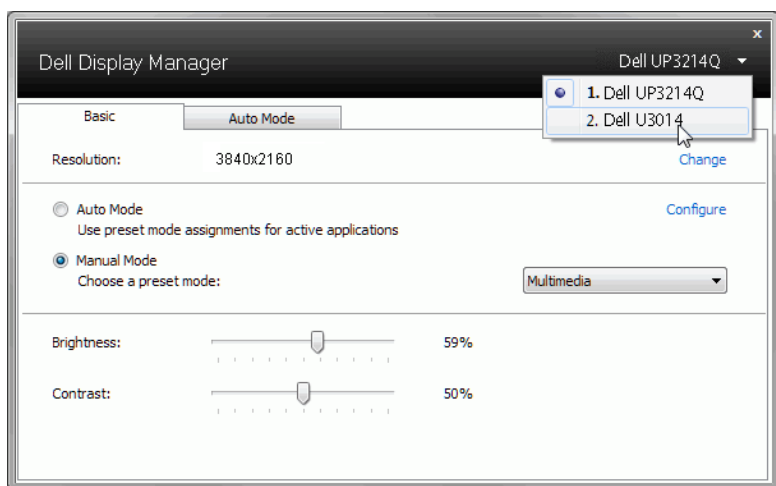 x
Dell Display Manager Dell UP3214Q
1. Dell UP3214Q
2. Dell U3014
Basic Auto Mode
Resolution: 3840x2160 Change
Auto Mode Configure
Use preset mode assignments for active applications
Manual Mode
Choose a preset mode: Multimedia
Brightness: 59%
Contrast: 50%